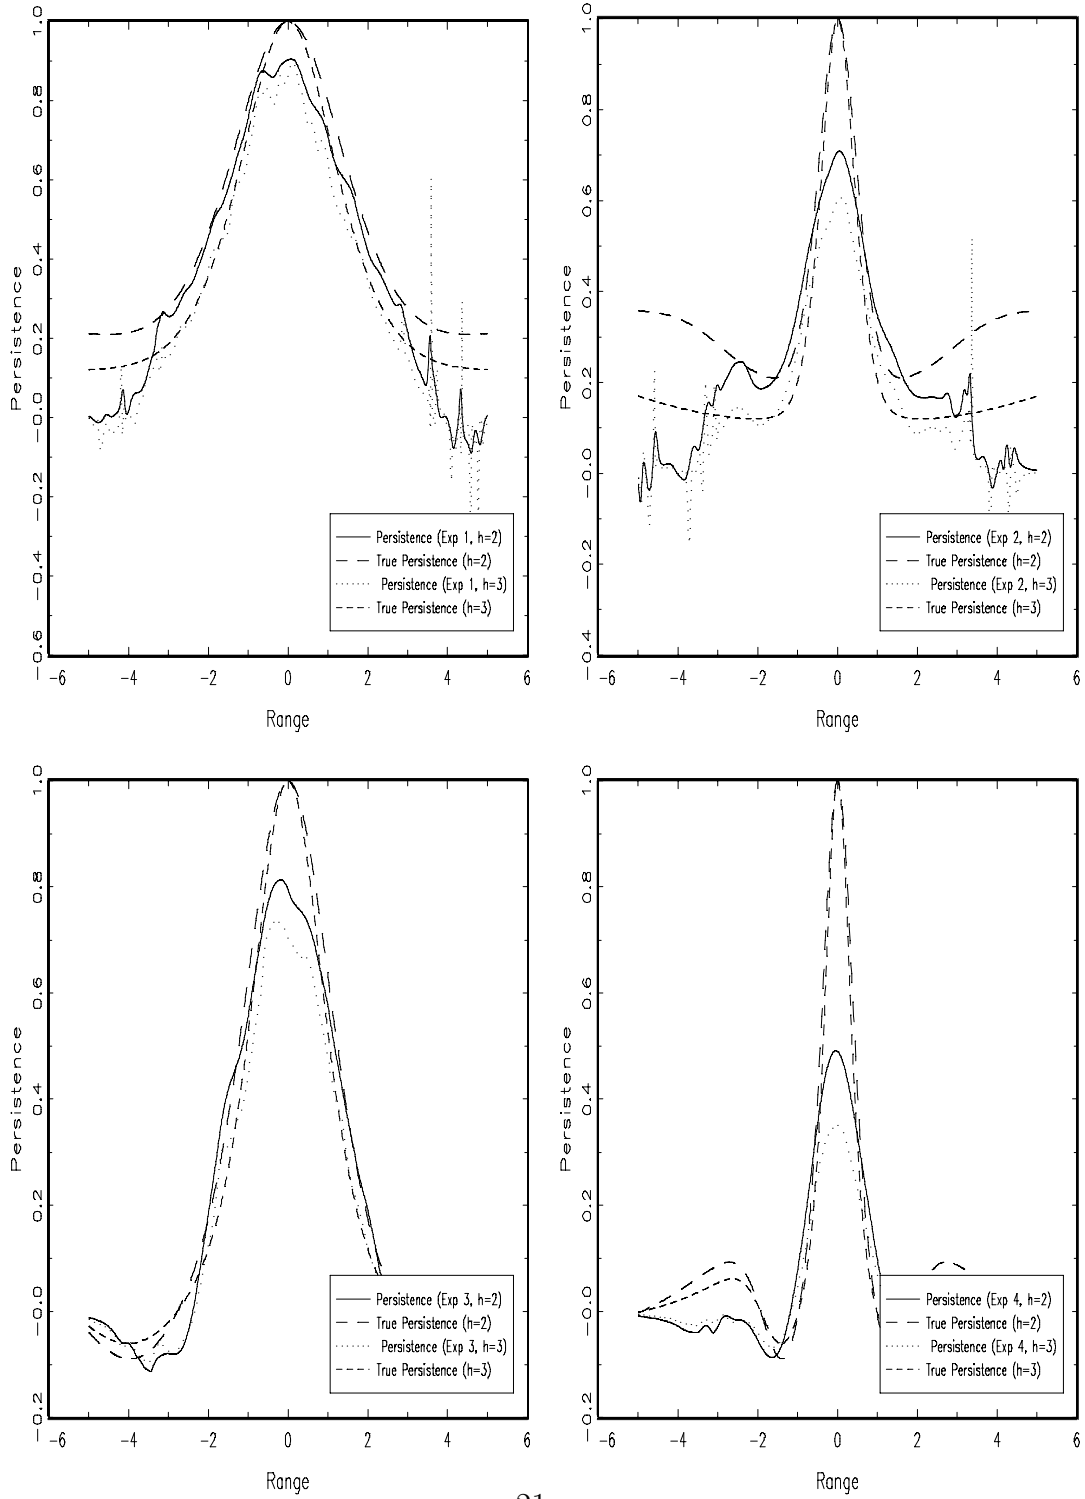 Persistence
1.0
0.8
0.6
0.4
0.2
-0.0
-0.2
-0.4
-0.6
-6 -4 -2 0 2 4 6
Range
Persistence (Exp 1, h=2)
True Persistence (h=2)
Persistence (Exp 1, h=3)
True Persistence (h=3)
Persistence
1.0
0.8
0.6
0.4
0.2
-0.0
-0.2
-0.4
-6 -4 -2 0 2 4 6
Range
Persistence (Exp 2, h=2)
True Persistence (h=2)
Persistence (Exp 2, h=3)
True Persistence (h=3)
Persistence
1.0
0.8
0.6
0.4
0.2
-0.0
-0.2
-6 -4 -2 0 2 4 6
Range
Persistence (Exp 3, h=2)
True Persistence (h=2)
Persistence (Exp 3, h=3)
True Persistence (h=3)
Persistence
1.0
0.8
0.6
0.4
0.2
-0.0
-0.2
-6 -4 -2 0 2 4 6
Range
Persistence (Exp 4, h=2)
True Persistence (h=2)
Persistence (Exp 4, h=3)
True Persistence (h=3)